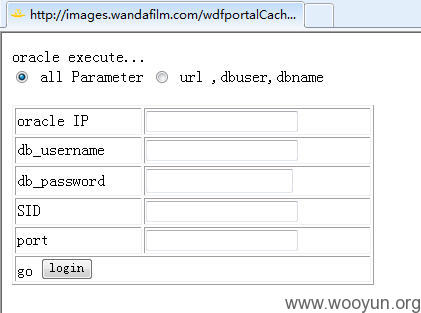 http://images.wandafilm.com/wdfportalCach...
oracle execute...
all Parameter url ,dbuser,dbname
oracle IP
db_username
db_password
SID
port
go login
www.wooyun.org